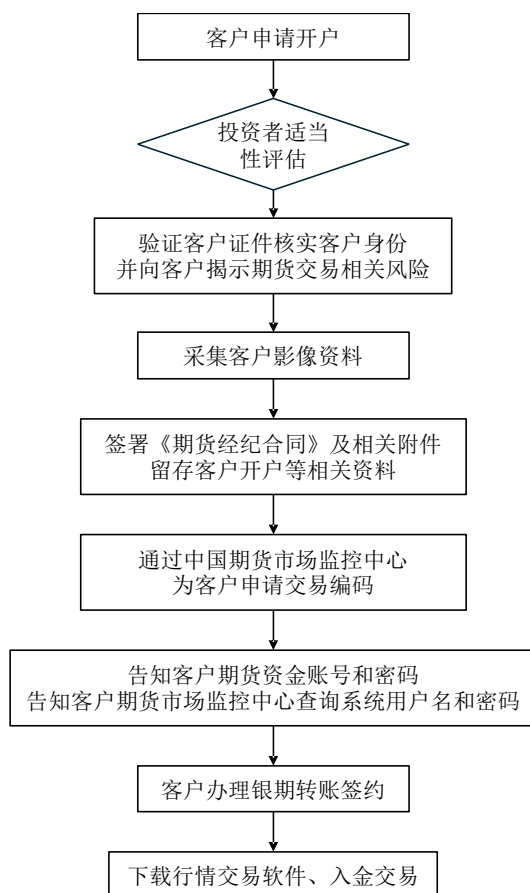 客户申请开户
投资者适当
性评估
验证客户证件核实客户身份
并向客户揭示期货交易相关风险
采集客户影像资料
签署《期货经纪合同》及相关附件
留存客户开户等相关资料
通过中国期货市场监控中心
为客户申请交易编码
告知客户期货资金账号和密码
告知客户期货市场监控中心查询系统用户名和密码
客户办理银期转账签约
下载行情交易软件、入金交易